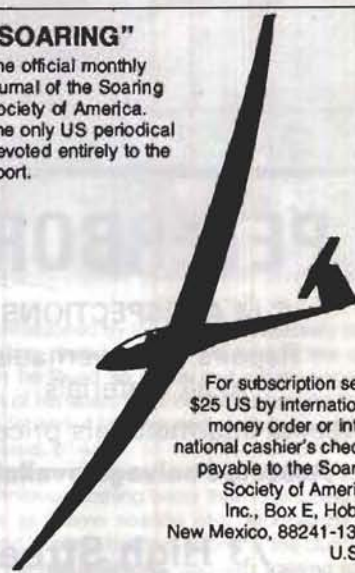 SOARING"
he official monthly
urnal of the Soaring
ociety of America.
he only US periodical
evoted entirely to the
port.
For subscription se
$25 US by internatio
money order or int
national cashier's chec
payable to the Soar
Society of Ameri
Inc., Box E, Hob
New Mexico, 88241-13
U.S